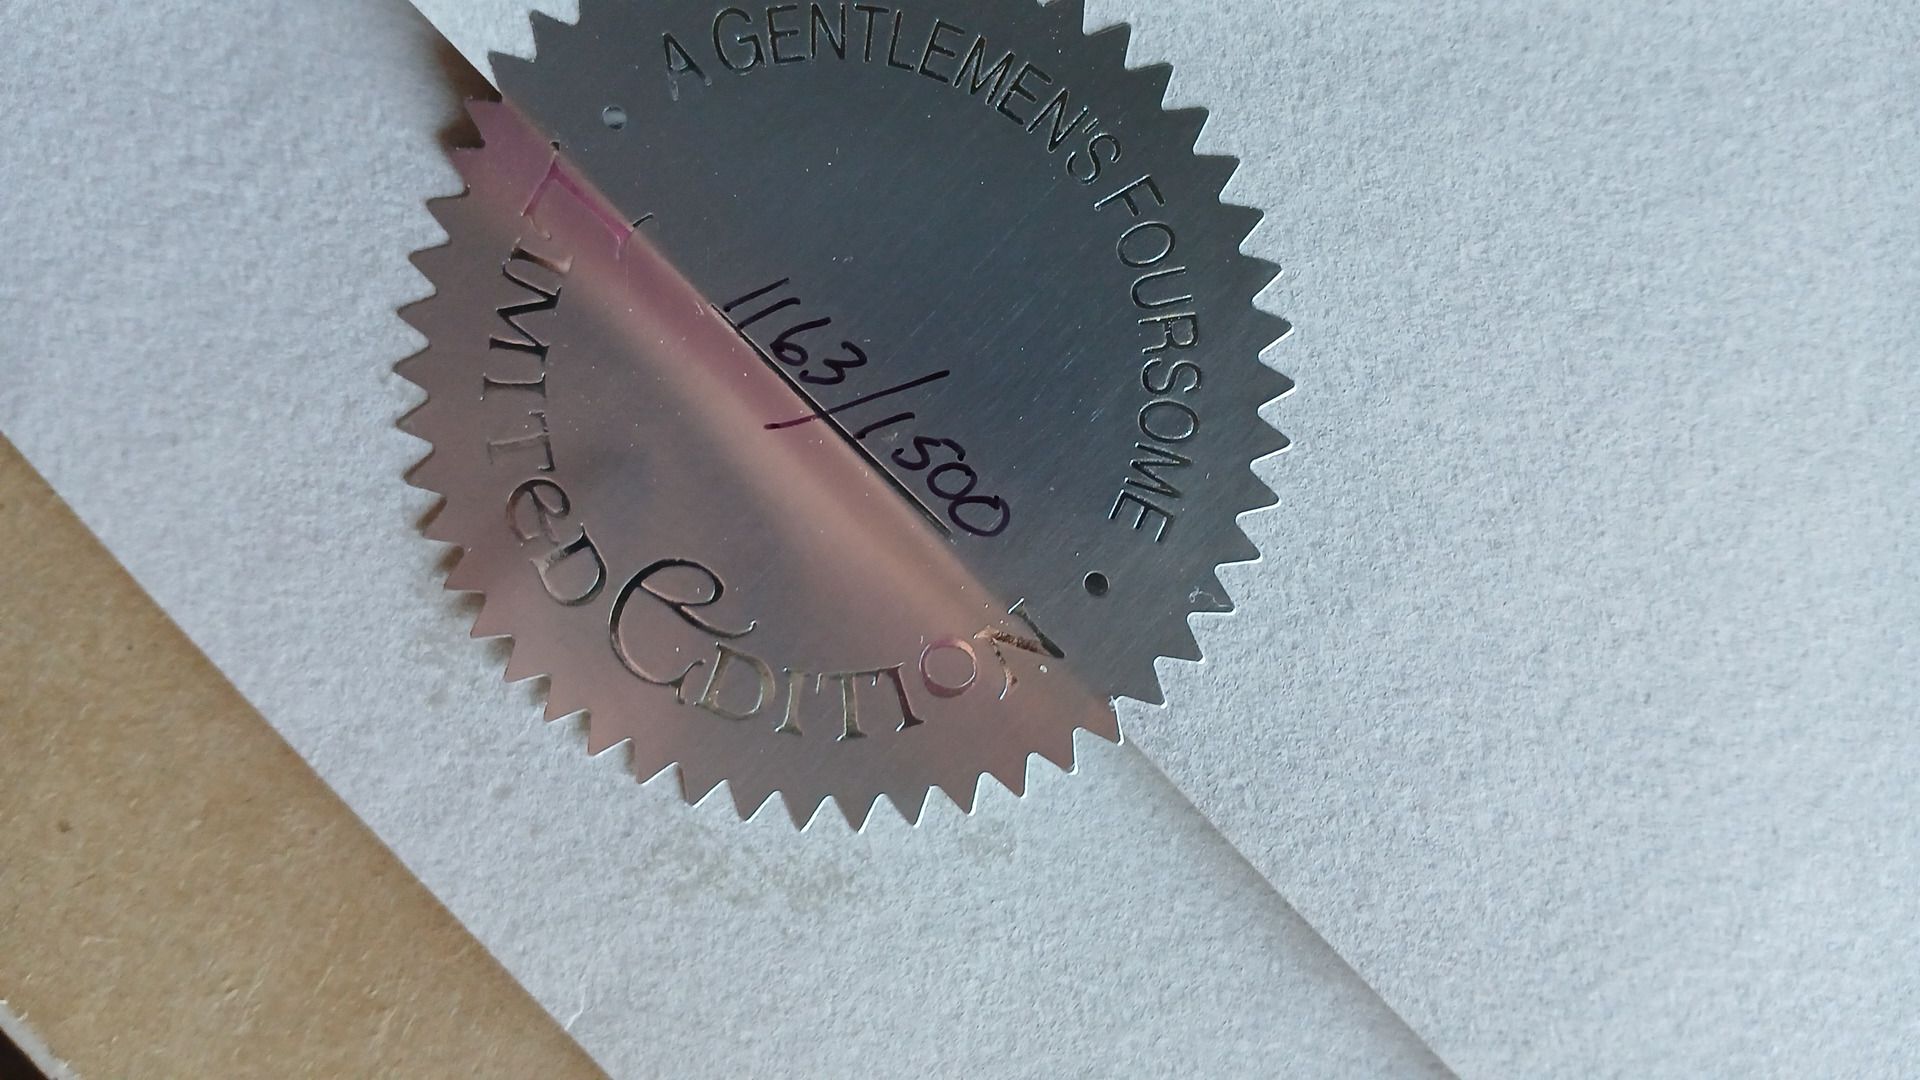 A GENTLEMEN'S FOURSOME
1163/1500
LIMITED EDITION